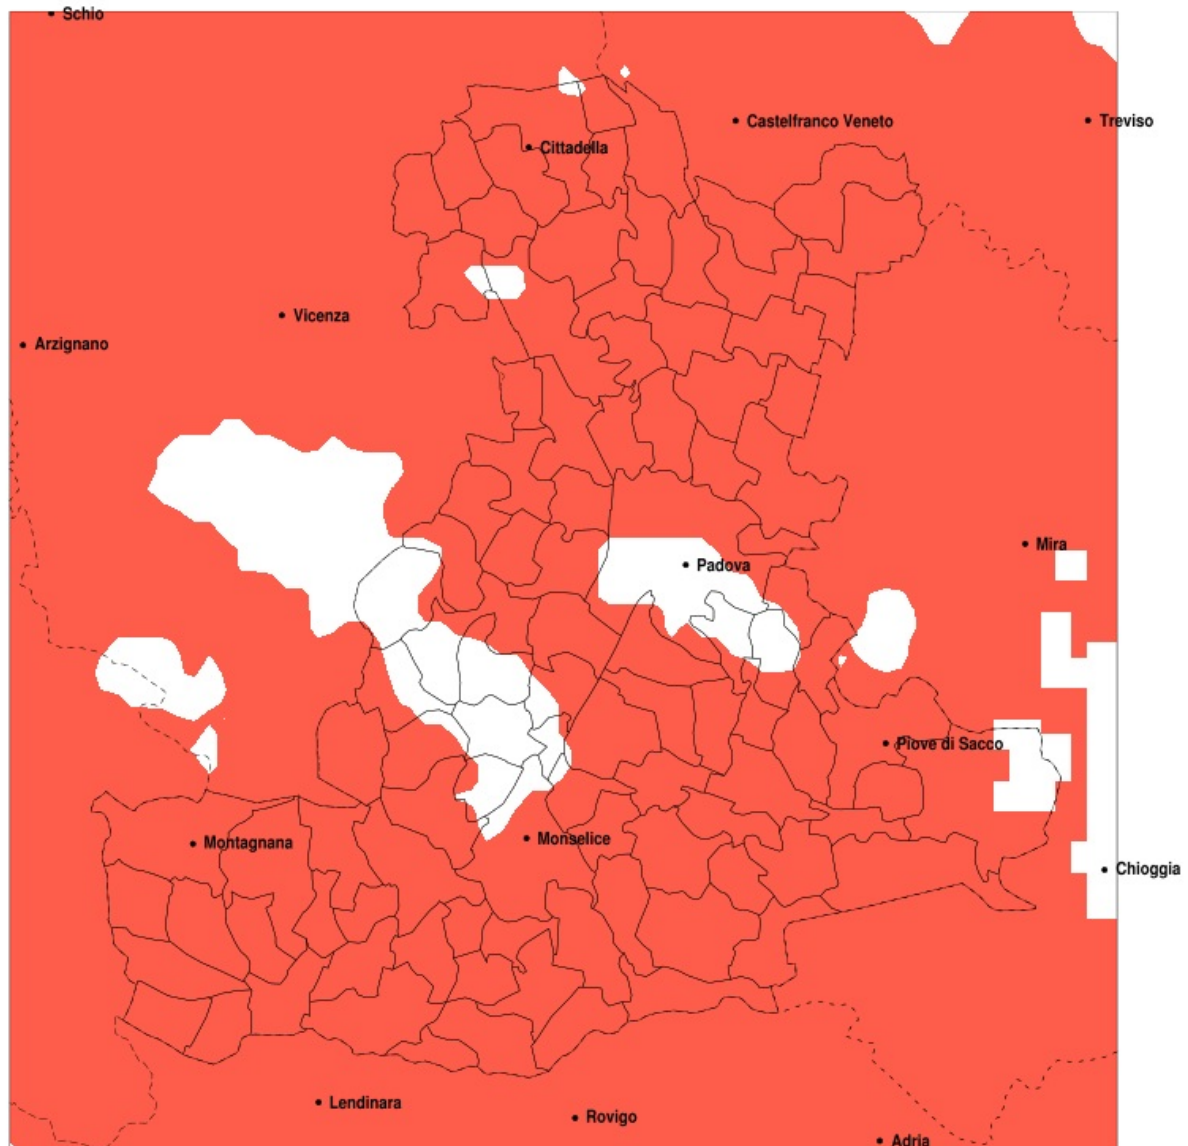 Schio
Castelfranco Veneto
Treviso
Cittadella
Vicenza
Arzignano
Mira
Padova
Piove di Sacco
Monselice
Montagnana
Chioggia
Lendinara
Rovigo
Adria